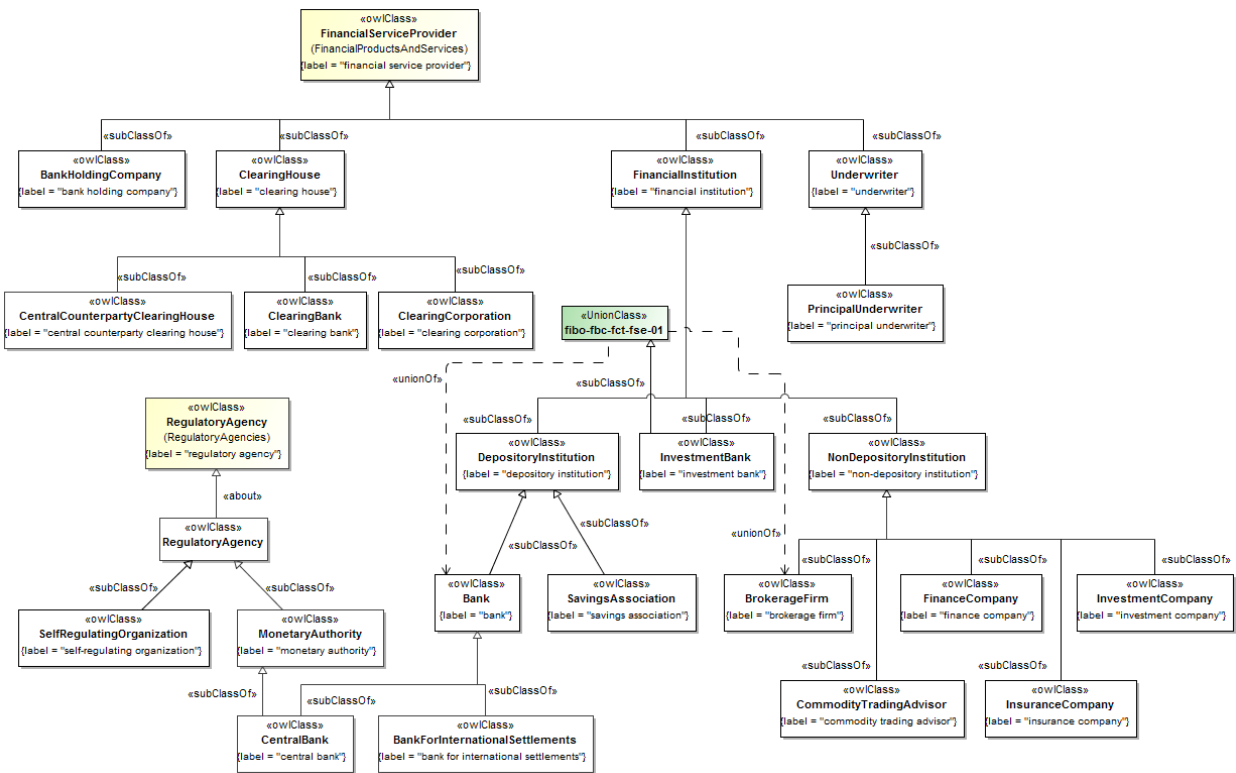 «owlClass»
FinancialServiceProvider
(FinancialProductsAndServices)
{label = "financial service provider"}
«subClassOf»
«subClassOf»
«subClassOf»
«subClassOf»
«owlClass»
BankHoldingCompany
{label = "bank holding company"}
«owlClass»
ClearingHouse
{label = "clearing house"}
«owlClass»
FinancialInstitution
{label = "financial institution"}
«owlClass»
Underwriter
{label = "underwriter"}
«subClassOf»
«subClassOf»
«subClassOf»
«subClassOf»
«owlClass»
CentralCounterpartyClearingHouse
{label = "central counterparty clearing house"}
«owlClass»
ClearingBank
{label = "clearing bank"}
«owlClass»
ClearingCorporation
{label = "clearing corporation"}
«owlClass»
PrincipalUnderwriter
{label = "principal underwriter"}
«UnionClass»
fibo-fbc-fct-fse-01
«unionOf»
«subClassOf»
«owlClass»
RegulatoryAgency
(RegulatoryAgencies)
{label = "regulatory agency"}
«subClassOf»
«subClassOf»
«subClassOf»
«owlClass»
DepositoryInstitution
{label = "depository institution"}
«owlClass»
InvestmentBank
{label = "investment bank"}
«owlClass»
NonDepositoryInstitution
{label = "non-depository institution"}
«about»
«owlClass»
RegulatoryAgency
«subClassOf»
«subClassOf»
«unionOf»
«subClassOf»
«subClassOf»
«subClassOf»
«subClassOf»
«subClassOf»
«subClassOf»
«subClassOf»
«owlClass»
Bank
{label = "bank"}
«owlClass»
SavingsAssociation
{label = "savings association"}
«owlClass»
BrokerageFirm
{label = "brokerage firm"}
«owlClass»
FinanceCompany
{label = "finance company"}
«owlClass»
InvestmentCompany
{label = "investment company"}
«owlClass»
SelfRegulatingOrganization
{label = "self-regulating organization"}
«owlClass»
MonetaryAuthority
{label = "monetary authority"}
«subClassOf»
«subClassOf»
«subClassOf»
«owlClass»
CommodityTradingAdvisor
{label = "commodity trading advisor"}
«owlClass»
InsuranceCompany
{label = "insurance company"}
«owlClass»
CentralBank
{label = "central bank"}
«owlClass»
BankForInternationalSettlements
{label = "bank for international settlements"}